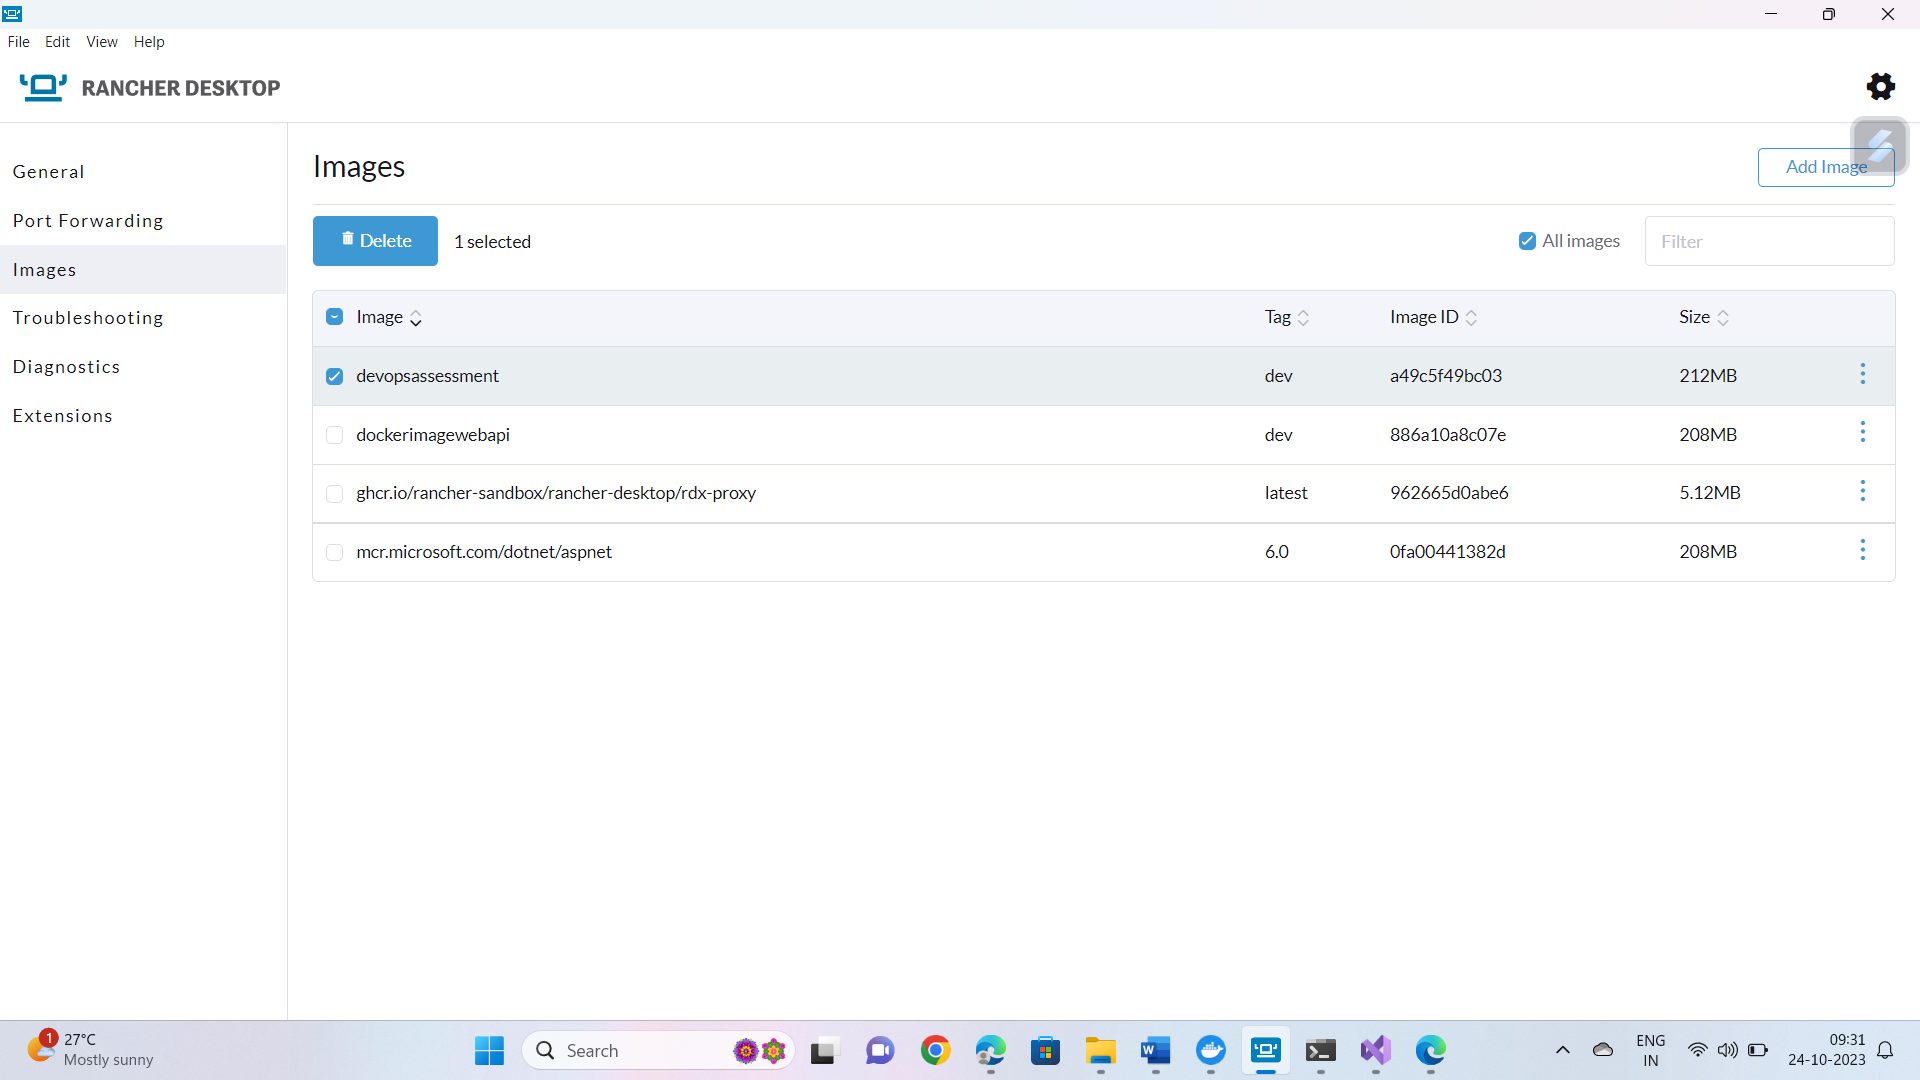 File Edit View Help
RANCHER DESKTOP
General
Port Forwarding
Images
Troubleshooting
Diagnostics
Extensions
Images
Add Image
Delete 1 selected
All images Filter
Image Tag Image ID Size
devopsassessment dev a49c5f49bc03 212MB
dockerimagewebapi dev 886a10a8c07e 208MB
ghcr.io/rancher-sandbox/rancher-desktop/rdx-proxy latest 962665d0abe6 5.12MB
mcr.microsoft.com/dotnet/aspnet 6.0 0fa00441382d 208MB
1 27°C
Mostly sunny
Search
W
ENG
IN
09:31
24-10-2023